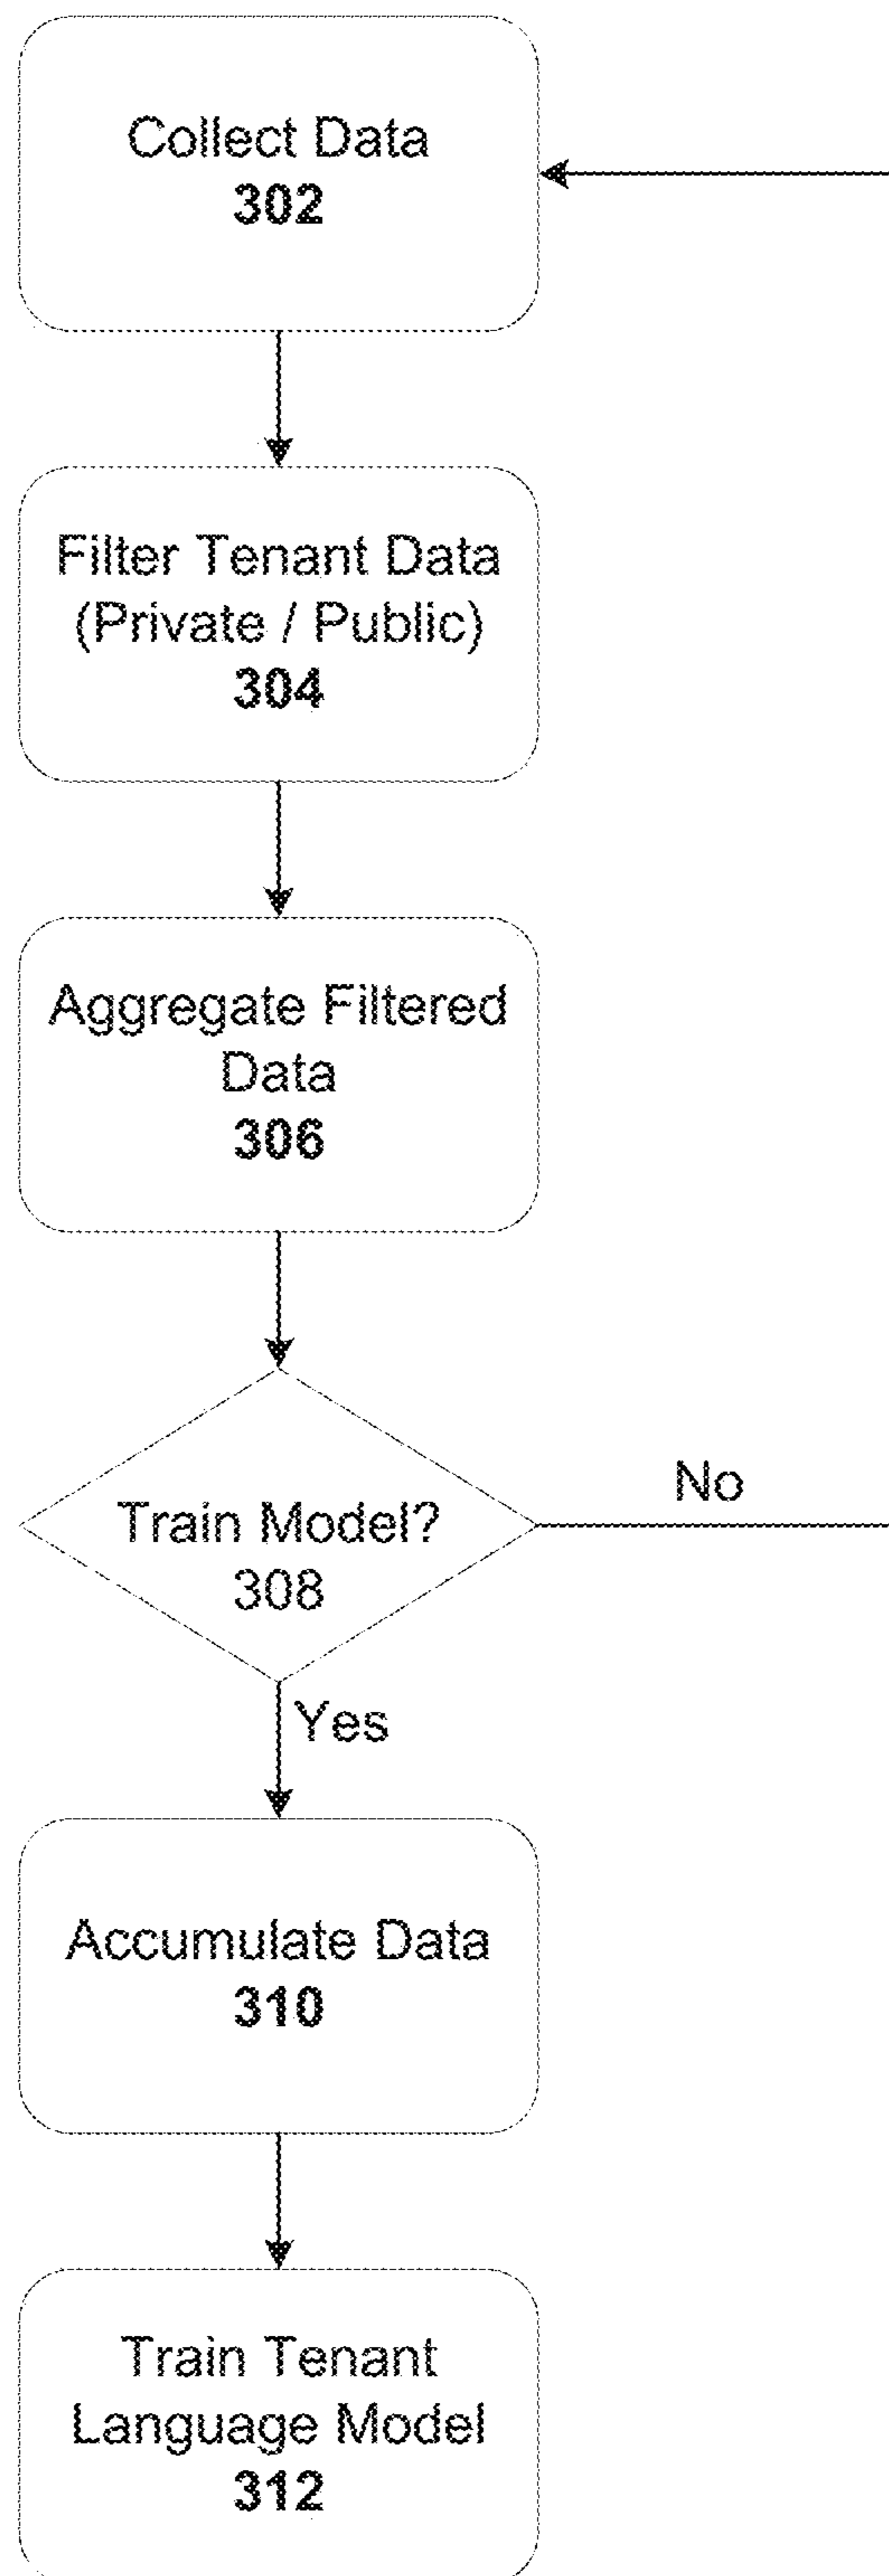 Collect Data
302
Filter Tenant Data
(Private / Public)
304
Aggregate Filtered
Data
306
Train Model?
308
No
Yes
Accumulate Data
310
Train Tenant
Language Model
312